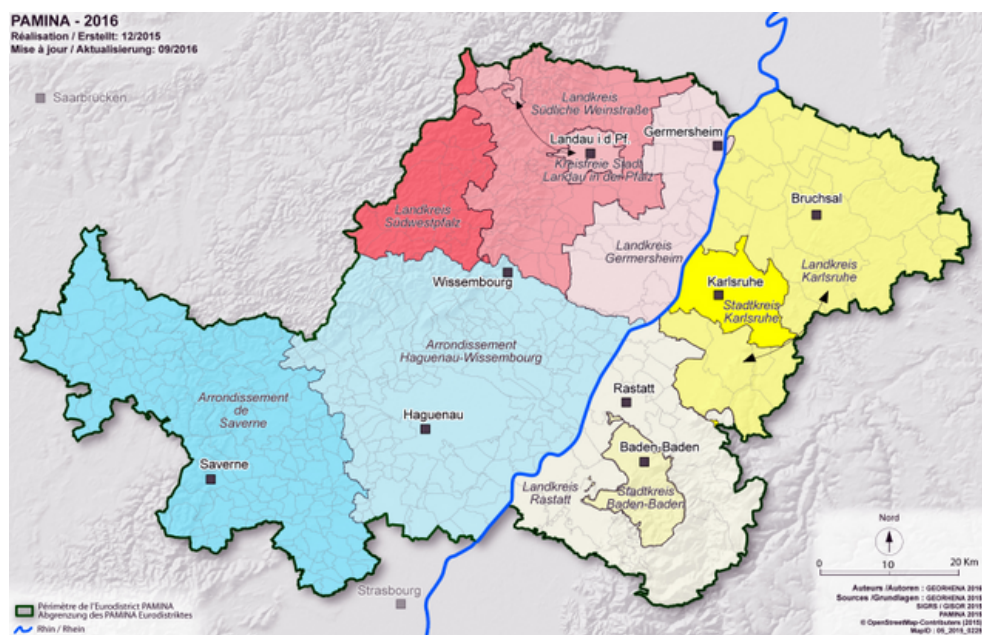 PAMINA - 2016
Réalisation / Erstellt: 12/2015
Mise à jour / Aktualisierung: 09/2016
Saarbrücken
Landkreis
Südliche Weinstraße
Landau i.d.Pf.
Kreisfreie Stadt
Landau in der Pfalz
Germersheim
Bruchsal
Landkreis
Südwestpfalz
Landkreis
Germersheim
Landkreis
Karlsruhe
Wissembourg
Karlsruhe
Stadtkreis
Karlsruhe
Arrondissement
Haguenau-Wissembourg
Arrondissement
de
Saverne
Rastatt
Haguenau
Baden-Baden
Saverne
Landkreis
Rastatt
Stadtkreis
Baden-Baden
Nord
0 10 20 Km
Strasbourg
Périmètre de l'Eurodistrict PAMINA
Abgrenzung des PAMINA Eurodistriktes
Rhin / Rhein
Auteurs /Autoren : GEORHENA 2016
Sources /Grundlagen : GEORHENA 2015
SIGRS / GISOR 2015
PAMINA 2015
© OpenStreetMap-Contributers (2015)